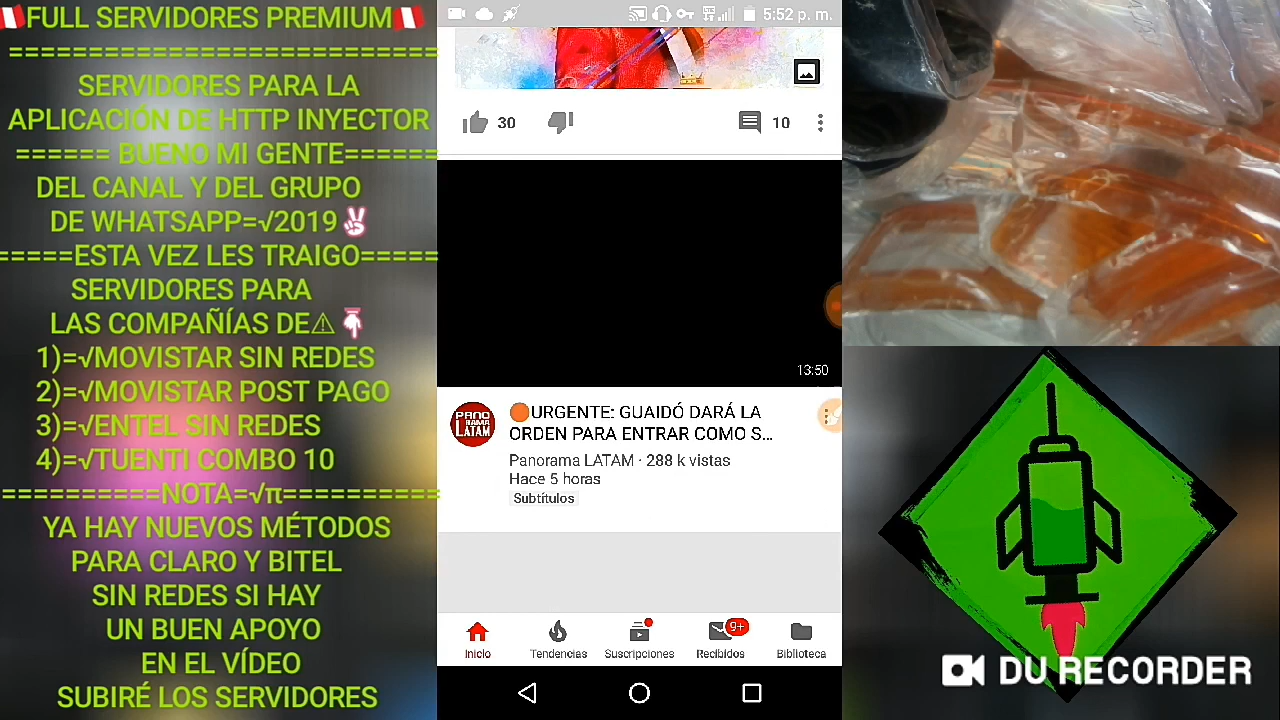 🇵🇪FULL SERVIDORES PREMIUM🇵🇪
==============================
SERVIDORES PARA LA
APLICACIÓN DE HTTP INYECTOR
====== BUENO MI GENTE======
DEL CANAL Y DEL GRUPO
DE WHATSAPP=√2019✌
=====ESTA VEZ LES TRAIGO=====
SERVIDORES PARA
LAS COMPAÑÍAS DE⚠👇
1)=√MOVISTAR SIN REDES
2)=√MOVISTAR POST PAGO
3)=√ENTEL SIN REDES
4)=√TUENTI COMBO 10
===========NOTA=√π===========
YA HAY NUEVOS MÉTODOS
PARA CLARO Y BITEL
SIN REDES SI HAY
UN BUEN APOYO
EN EL VÍDEO
SUBIRÉ LOS SERVIDORES
5:52 p. m.
30
10
13:50
PANO
RAMA
LATAM
🟠URGENTE: GUAIDÓ DARÁ LA
ORDEN PARA ENTRAR COMO S...
Panorama LATAM · 288 k vistas
Hace 5 horas
Subtítulos
9+
Inicio
Tendencias
Suscripciones
Recibidos
Biblioteca
DU RECORDER